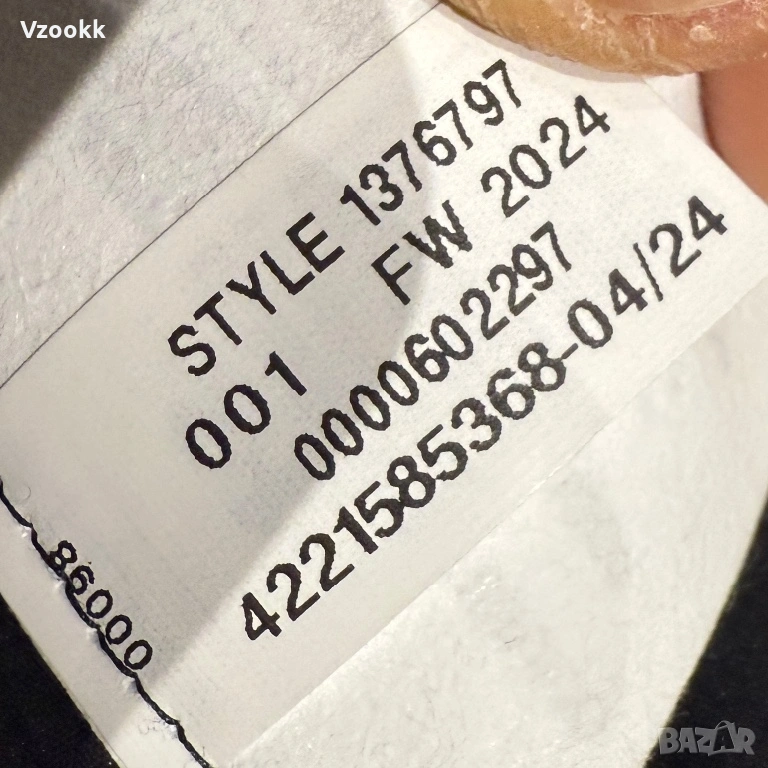 Vzookk
STYLE 1376797
001 FW 2024
0000602297
4221585368-04/24
86000
BAZAR